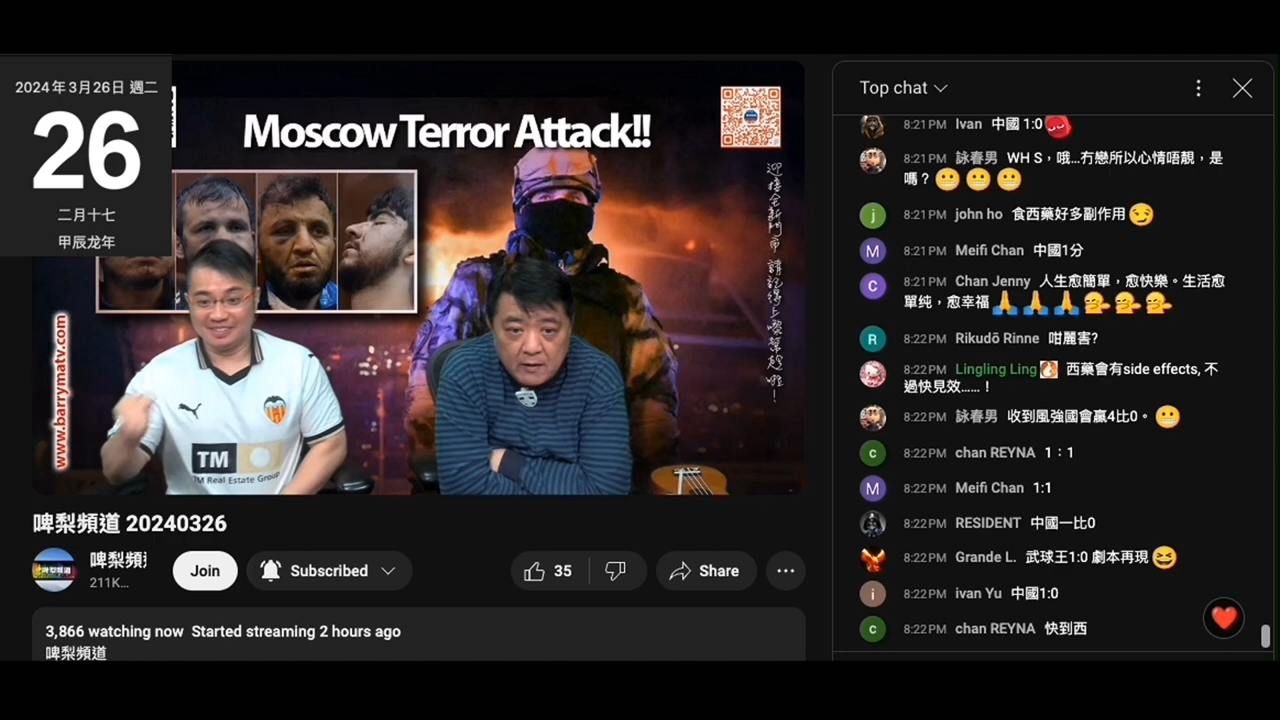 2024年3月26日 週二
26
二月十七
甲辰龙年
Moscow Terror Attack!!
www.barrymatv.com
TM
TM Real Estate Group
啤梨頻道 20240326
啤梨頻道
211K...
Join
Subscribed
35
Share
3,866 watching now Started streaming 2 hours ago
啤梨頻道
Top chat
8:21 PM Ivan 中國 1:0
8:21 PM 詠春男 WH S，哦...冇戀所以心情唔靚，是
嗎？
8:21 PM john ho 食西藥好多副作用
8:21 PM Meifi Chan 中國1分
8:21 PM Chan Jenny 人生愈簡單，愈快樂。生活愈
單纯，愈幸福
8:22 PM Rikudō Rinne 咁麗害?
8:22 PM Lingling Ling 西藥會有side effects, 不
過快見效......！
8:22 PM 詠春男 收到風強國會贏4比0。
8:22 PM chan REYNA 1：1
8:22 PM Meifi Chan 1:1
8:22 PM RESIDENT 中國一比0
8:22 PM Grande L. 武球王1:0 劇本再現
8:22 PM ivan Yu 中國1:0
8:22 PM chan REYNA 快到西